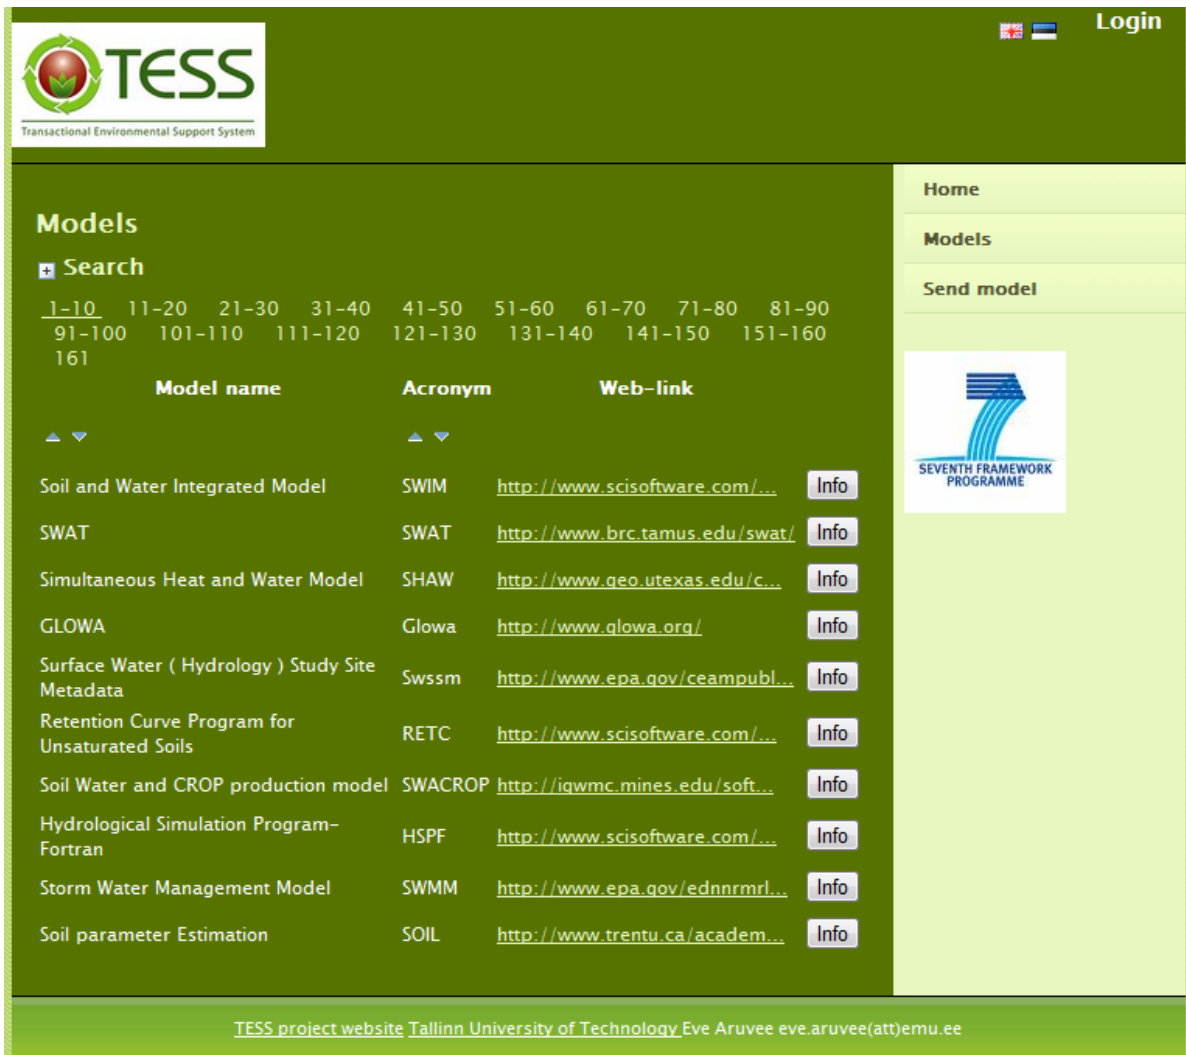 TESS
Transactional Environmental Support System
Login
Models
Search
1-10 11-20 21-30 31-40 41-50 51-60 61-70 71-80 81-90
91-100 101-110 111-120 121-130 131-140 141-150 151-160
161
Model name Acronym Web-link
Soil and Water Integrated Model SWIM http://www.scisoftware.com/... Info
SWAT SWAT http://www.brc.tamus.edu/swat/ Info
Simultaneous Heat and Water Model SHAW http://www.geo.utexas.edu/c... Info
GLOWA Glowa http://www.glowa.org/ Info
Surface Water ( Hydrology ) Study Site
Metadata Swssm http://www.epa.gov/ceampubl... Info
Retention Curve Program for
Unsaturated Soils RETC http://www.scisoftware.com/... Info
Soil Water and CROP production model SWACROP http://igwmc.mines.edu/soft... Info
Hydrological Simulation Program-
Fortran HSPF http://www.scisoftware.com/... Info
Storm Water Management Model SWMM http://www.epa.gov/ednnrmrl... Info
Soil parameter Estimation SOIL http://www.trentu.ca/academ... Info
Home
Models
Send model
7
SEVENTH FRAMEWORK
PROGRAMME
TESS project website Tallinn University of Technology Eve Aruvee eve.aruvee(att)emu.ee